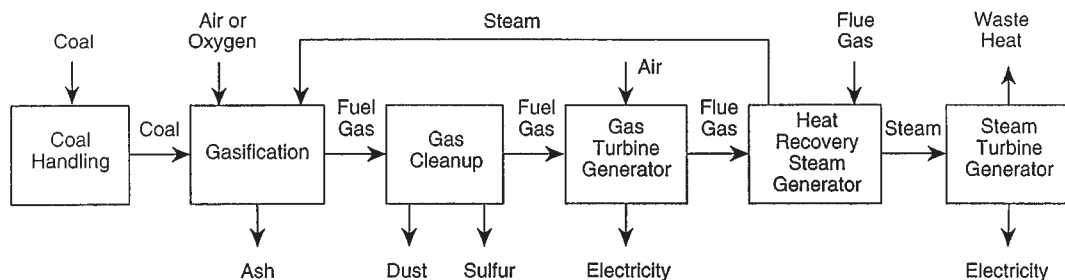 Coal
Air or
Oxygen
Steam
Flue
Gas
Waste
Heat
Air
Coal
Handling
Coal
Gasification
Fuel
Gas
Gas
Cleanup
Fuel
Gas
Gas
Turbine
Generator
Flue
Gas
Heat
Recovery
Steam
Generator
Steam
Steam
Turbine
Generator
Ash
Dust
Sulfur
Electricity
Electricity